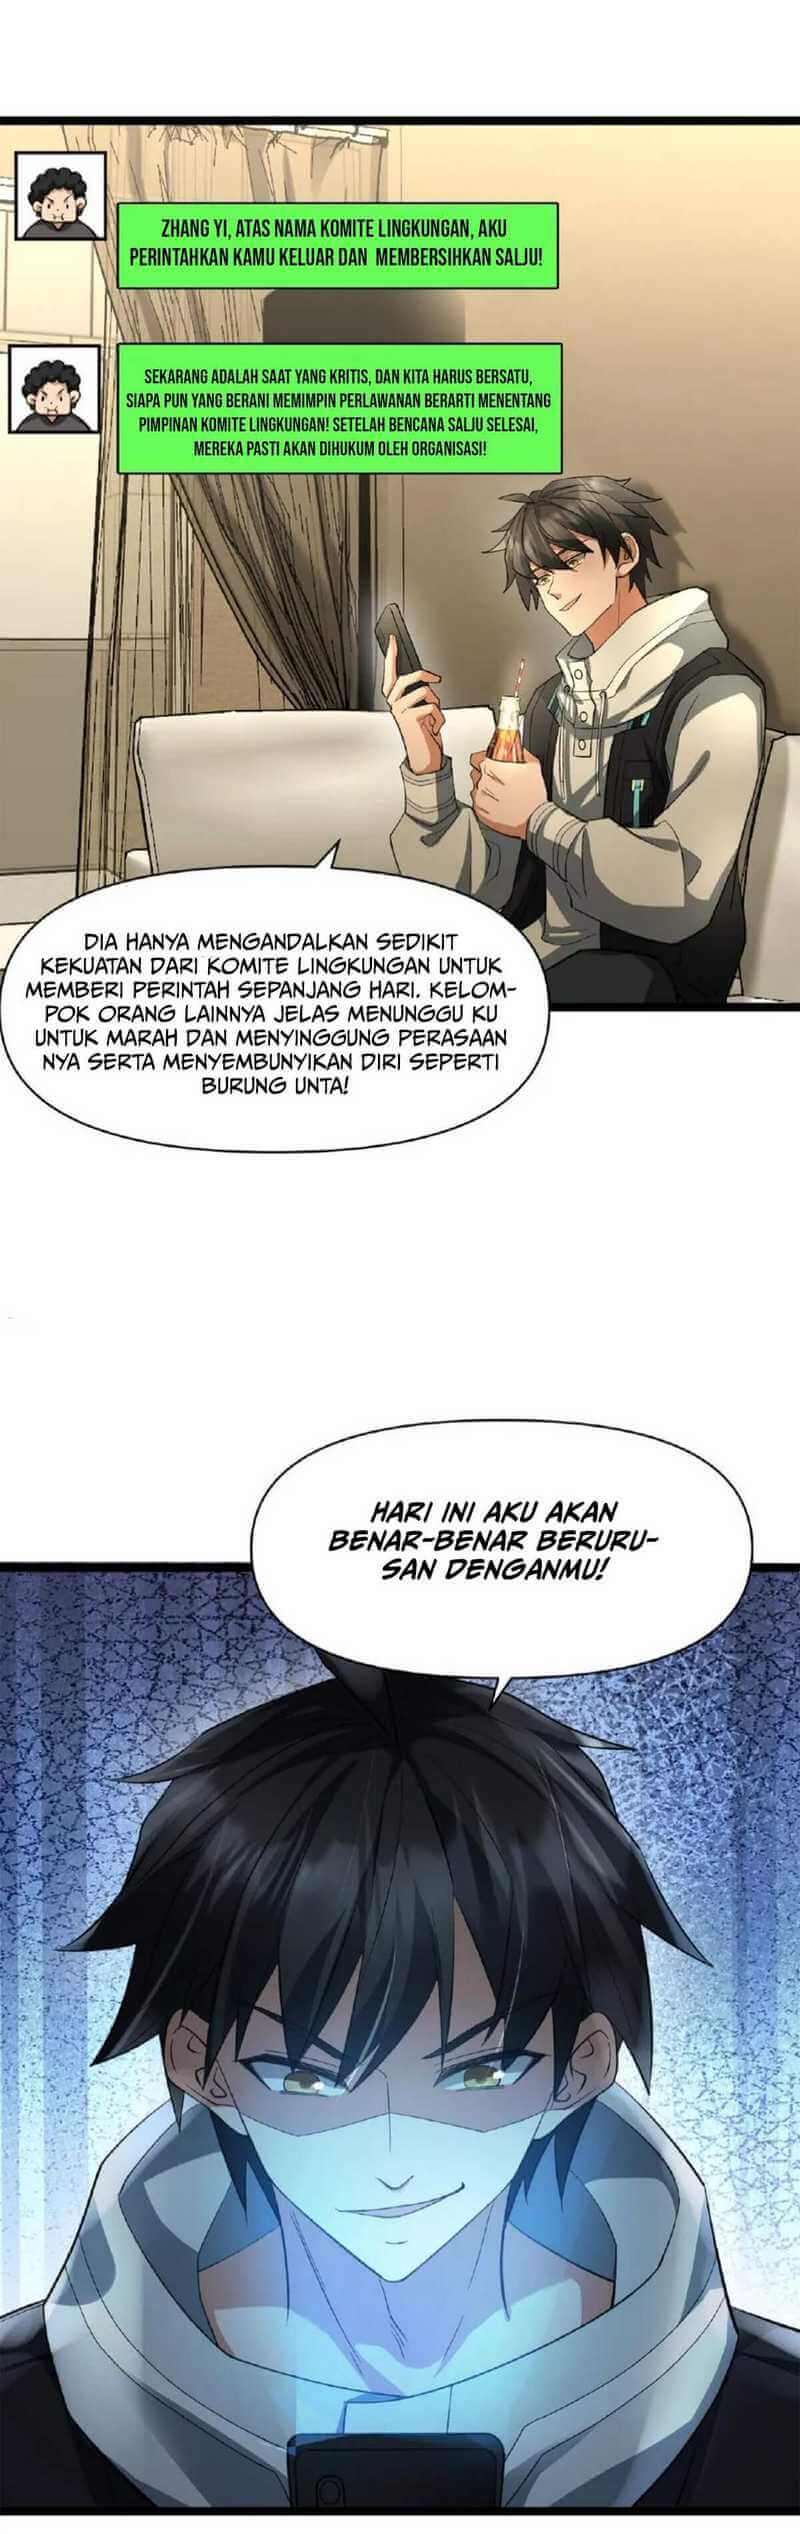 ZHANG YI, ATAS NAMA KOMITE LINGKUNGAN, AKU
PERINTAHKAN KAMU KELUAR DAN MEMBERSIHKAN SALJU!
SEKARANG ADALAH SAAT YANG KRITIS, DAN KITA HARUS BERSATU,
SIAPA PUN YANG BERANI MEMIMPIN PERLAWANAN BERARTI MENENTANG
PIMPINAN KOMITE LINGKUNGAN! SETELAH BENCANA SALJU SELESAI,
MEREKA PASTI AKAN DIHUKUM OLEH ORGANISASI!
DIA HANYA MENGANDALKAN SEDIKIT
KEKUATAN DARI KOMITE LINGKUNGAN UNTUK
MEMBERI PERINTAH SEPANJANG HARI. KELOM-
POK ORANG LAINNYA JELAS MENUNGGU KU
UNTUK MARAH DAN MENYINGGUNG PERASAAN
NYA SERTA MENYEMBUNYIKAN DIRI SEPERTI
BURUNG UNTA!
HARI INI AKU AKAN
BENAR-BENAR BERURU-
SAN DENGANMU!